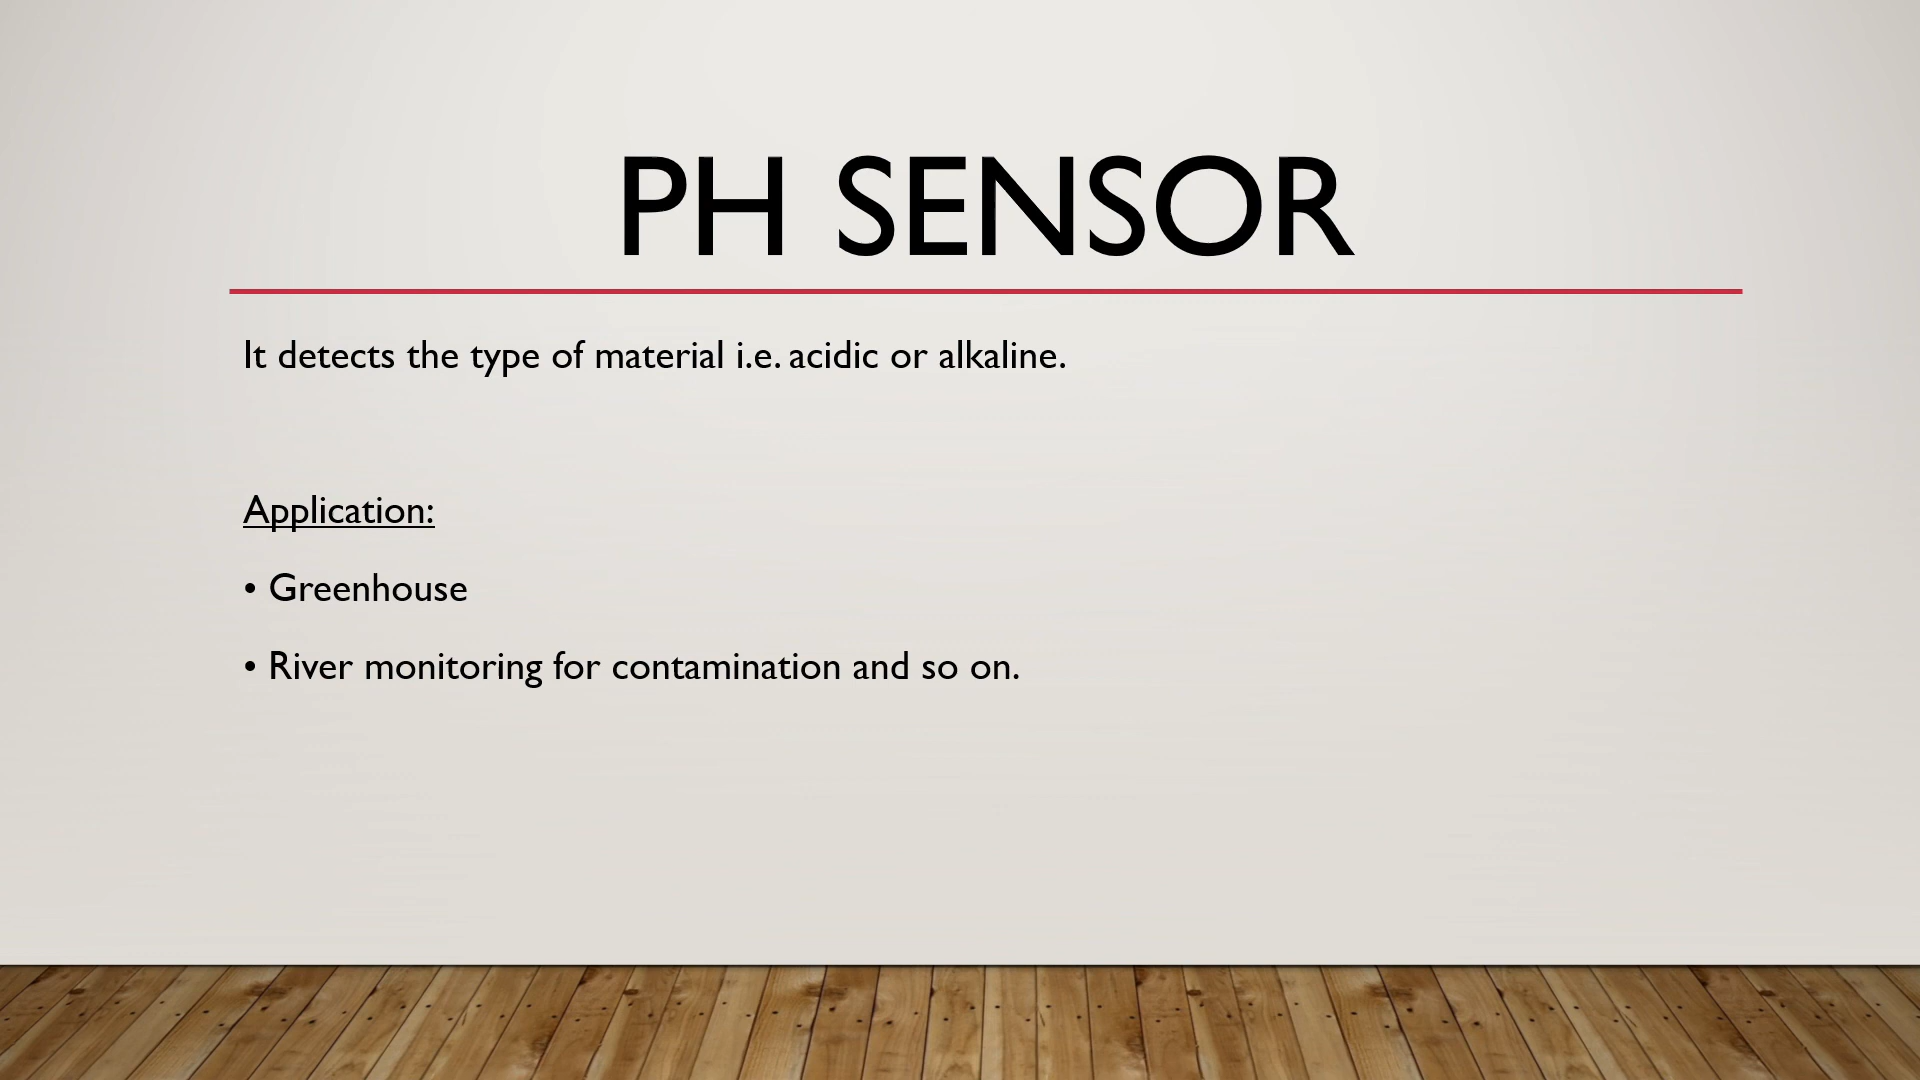 PH SENSOR
It detects the type of material i.e. acidic or alkaline.
Application:
• Greenhouse
• River monitoring for contamination and so on.